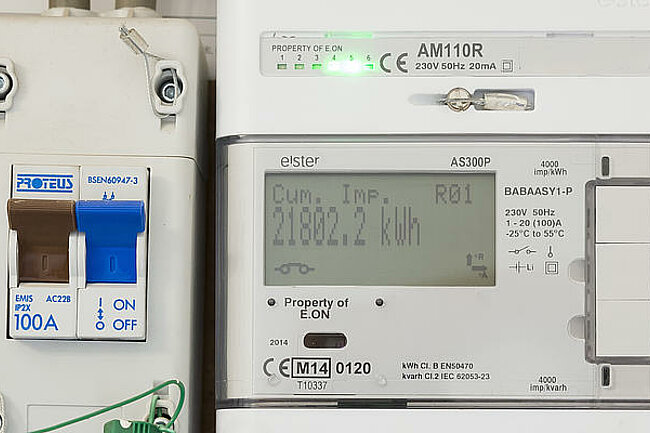 PROTEUS
BSEN60947-3
EMIS AC22B
IP2X
100A
ON
OFF
PROPERTY OF E.ON
1 2 3 4 5 6
CE
AM110R
230V 50Hz 20mA
elster
AS300P
4000
imp/kWh
Cum. Imp. R01
21802.2 kWh
+R
+A
BABAASY1-P
230V 50Hz
1 - 20 (100)A
-25°C to 55°C
Li
Property of
E.ON
2014
CE M14 0120
T10337
kWh Cl. B EN50470
kvarh Cl.2 IEC 62053-23
4000
imp/kvarh